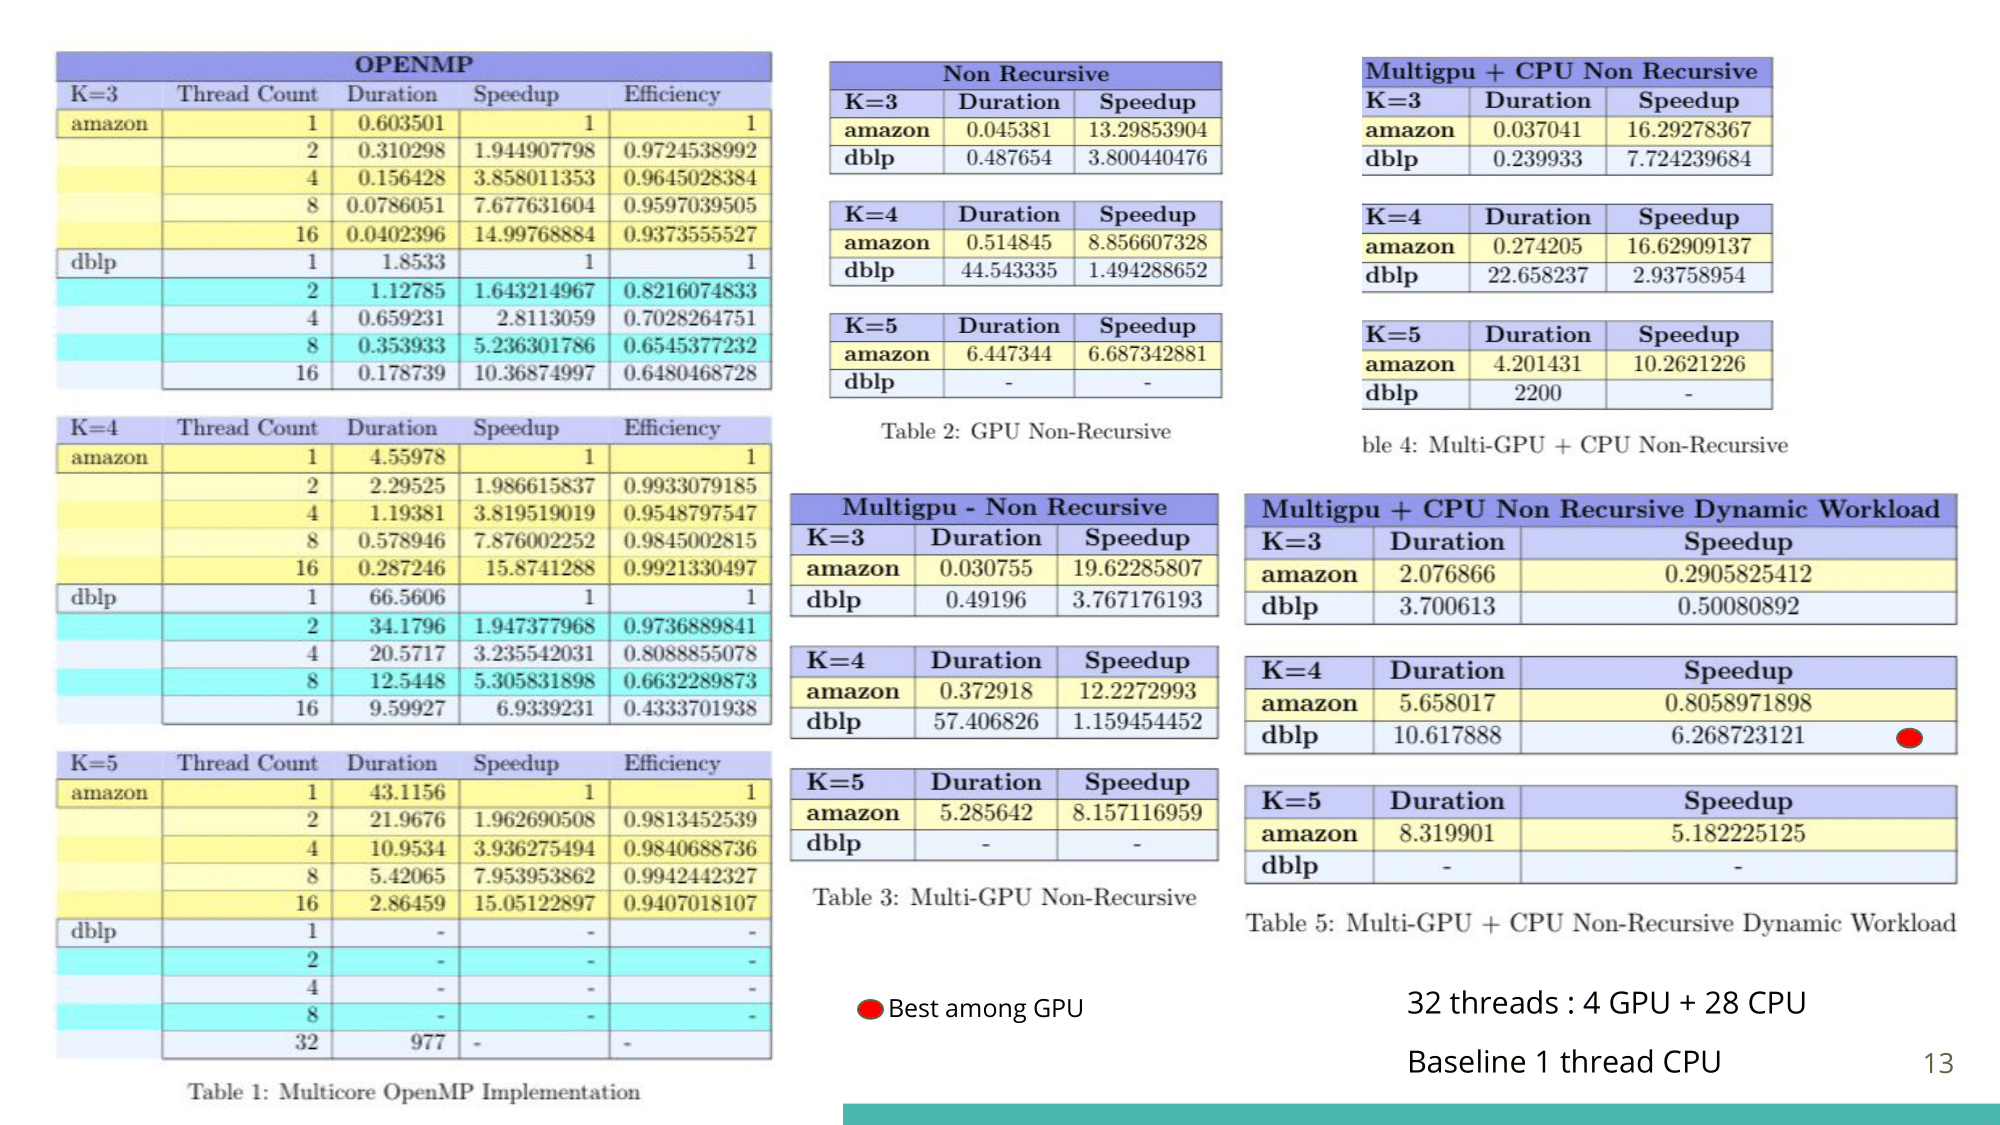 OPENMP
K=3 Thread Count Duration Speedup Efficiency
amazon 1 0.603501 1 1
2 0.310298 1.944907798 0.9724538992
4 0.156428 3.858011353 0.9645028384
8 0.0786051 7.677631604 0.9597039505
16 0.0402396 14.99768884 0.9373555527
dblp 1 1.8533 1 1
2 1.12785 1.643214967 0.8216074833
4 0.659231 2.8113059 0.7028264751
8 0.353933 5.236301786 0.6545377232
16 0.178739 10.36874997 0.6480468728
K=4 Thread Count Duration Speedup Efficiency
amazon 1 4.55978 1 1
2 2.29525 1.986615837 0.9933079185
4 1.19381 3.819519019 0.9548797547
8 0.578946 7.876002252 0.9845002815
16 0.287246 15.8741288 0.9921330497
dblp 1 66.5606 1 1
2 34.1796 1.947377968 0.9736889841
4 20.5717 3.235542031 0.8088855078
8 12.5448 5.305831898 0.6632289873
16 9.59927 6.9339231 0.4333701938
K=5 Thread Count Duration Speedup Efficiency
amazon 1 43.1156 1 1
2 21.9676 1.962690508 0.9813452539
4 10.9534 3.936275494 0.9840688736
8 5.42065 7.953953862 0.9942442327
16 2.86459 15.05122897 0.9407018107
dblp 1 - - -
2 - - -
4 - - -
8 - - -
32 977 - -
Table 1: Multicore OpenMP Implementation
Non Recursive
K=3 Duration Speedup
amazon 0.045381 13.29853904
dblp 0.487654 3.800440476
K=4 Duration Speedup
amazon 0.514845 8.856607328
dblp 44.543335 1.494288652
K=5 Duration Speedup
amazon 6.447344 6.687342881
dblp - -
Table 2: GPU Non-Recursive
Multigpu + CPU Non Recursive
K=3 Duration Speedup
amazon 0.037041 16.29278367
dblp 0.239933 7.724239684
K=4 Duration Speedup
amazon 0.274205 16.62909137
dblp 22.658237 2.93758954
K=5 Duration Speedup
amazon 4.201431 10.2621226
dblp 2200 -
ble 4: Multi-GPU + CPU Non-Recursive
Multigpu - Non Recursive
K=3 Duration Speedup
amazon 0.030755 19.62285807
dblp 0.49196 3.767176193
K=4 Duration Speedup
amazon 0.372918 12.2272993
dblp 57.406826 1.159454452
K=5 Duration Speedup
amazon 5.285642 8.157116959
dblp - -
Table 3: Multi-GPU Non-Recursive
Multigpu + CPU Non Recursive Dynamic Workload
K=3 Duration Speedup
amazon 2.076866 0.2905825412
dblp 3.700613 0.50080892
K=4 Duration Speedup
amazon 5.658017 0.8058971898
dblp 10.617888 6.268723121
K=5 Duration Speedup
amazon 8.319901 5.182225125
dblp - -
Table 5: Multi-GPU + CPU Non-Recursive Dynamic Workload
Best among GPU
32 threads : 4 GPU + 28 CPU
Baseline 1 thread CPU
13